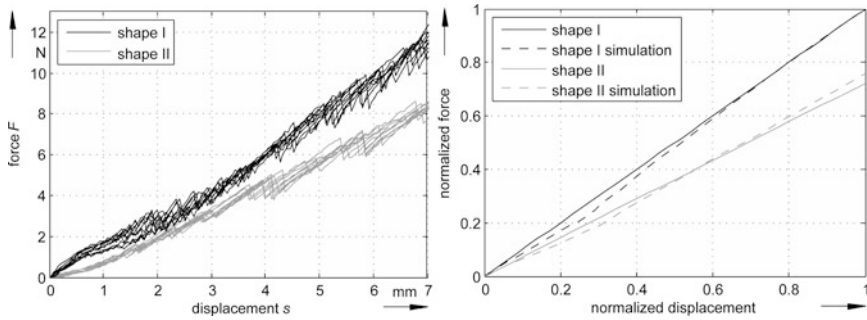 12
N
10
8
6
4
2
0
force F
0 1 2 3 4 5 6 mm 7
displacement s
shape I
shape II
1
0.8
0.6
0.4
0.2
0
normalized force
0 0.2 0.4 0.6 0.8 1
normalized displacement
shape I
shape I simulation
shape II
shape II simulation